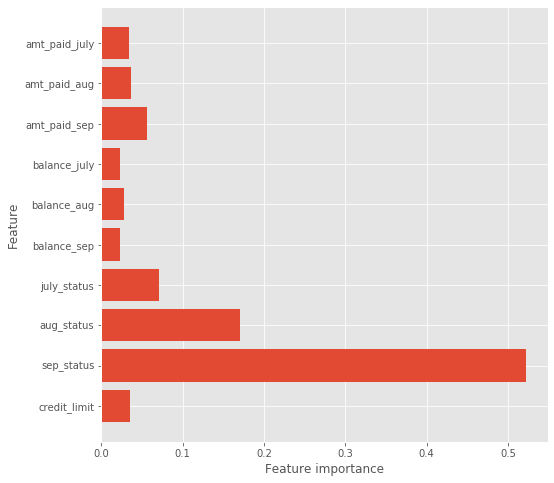 amt_paid_july
amt_paid_aug
amt_paid_sep
balance_july
balance_aug
balance_sep
july_status
aug_status
sep_status
credit_limit
Feature
0.0 0.1 0.2 0.3 0.4 0.5
Feature importance